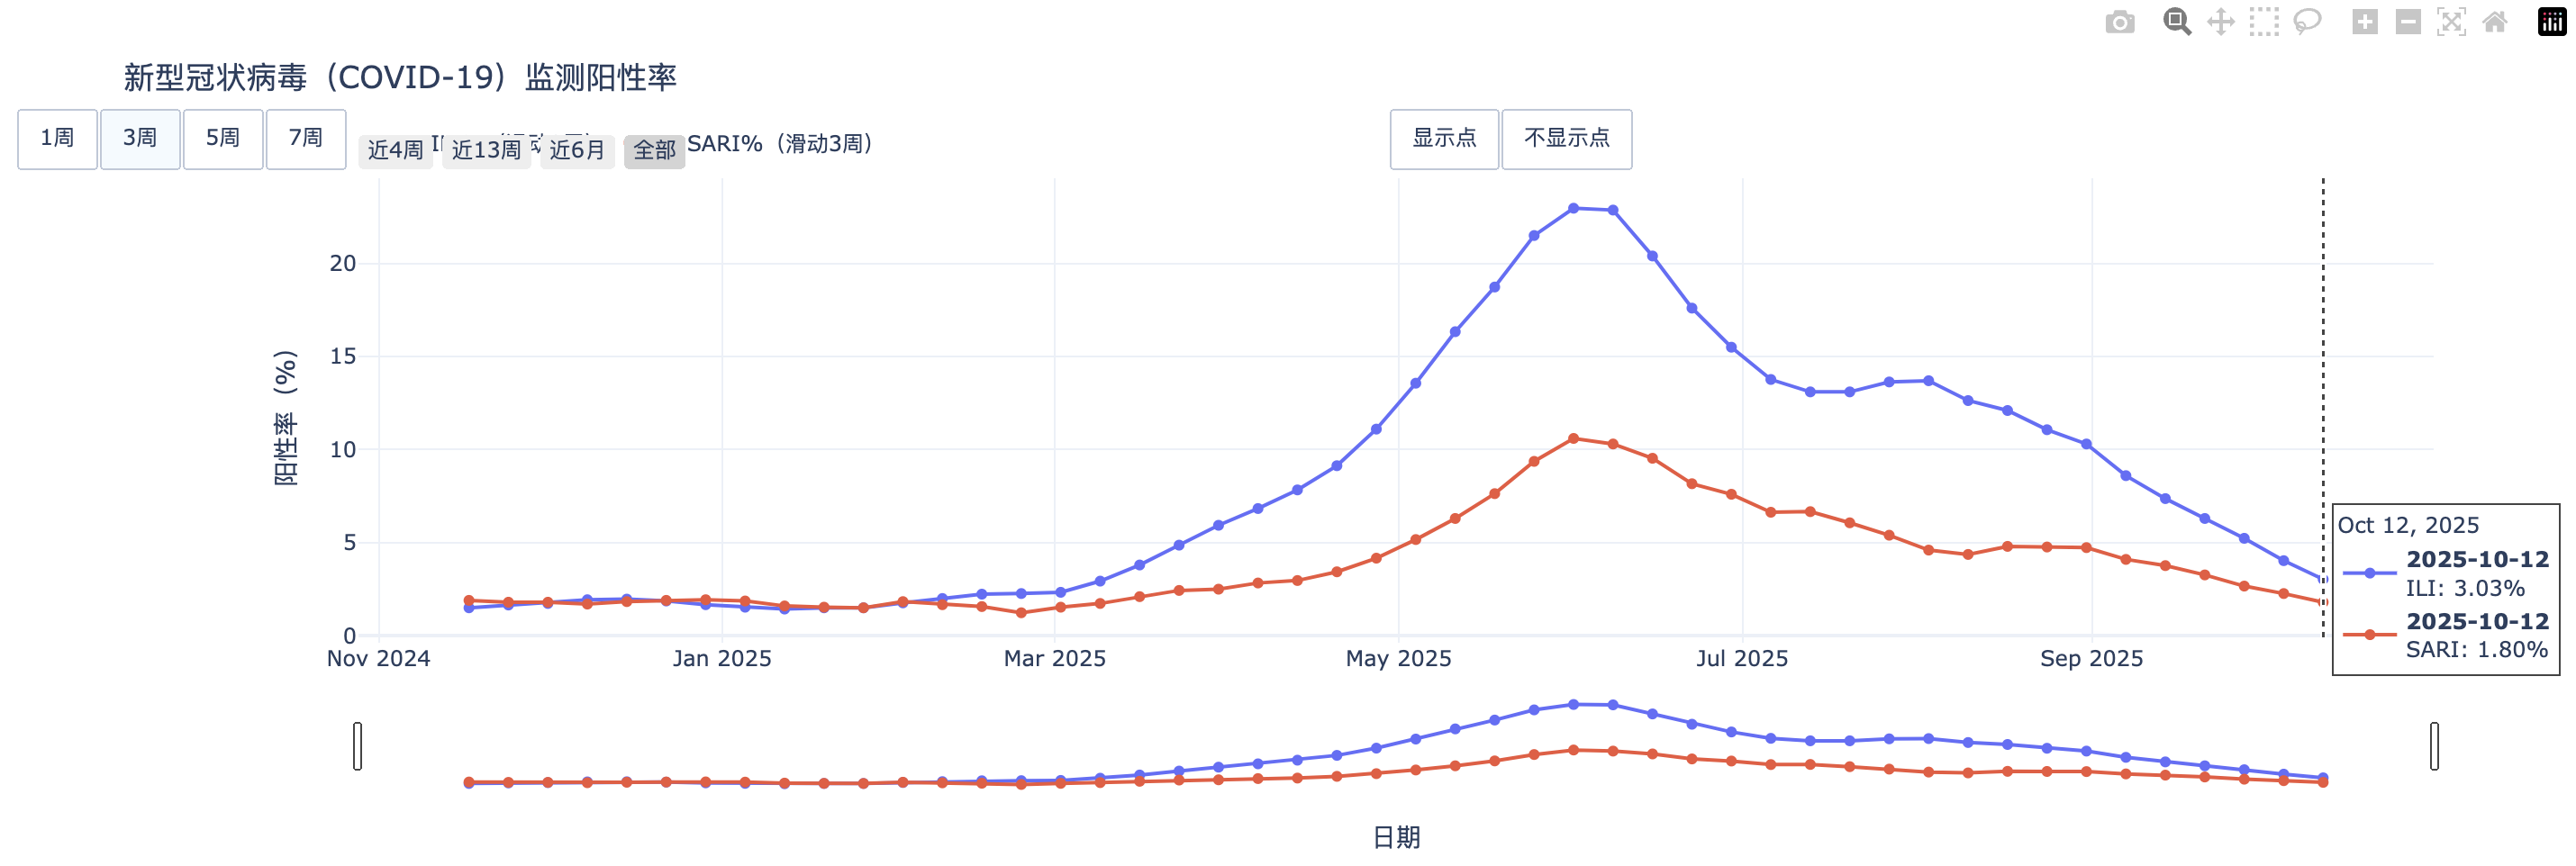 新型冠状病毒（COVID-19）监测阳性率
1周 3周 5周 7周
近4周 近13周 近6月 全部 SARI%（滑动3周）
显示点 不显示点
阳性率（%）
20
15
10
5
0
Nov 2024 Jan 2025 Mar 2025 May 2025 Jul 2025 Sep 2025
Oct 12, 2025
2025-10-12
ILI: 3.03%
2025-10-12
SARI: 1.80%
日期